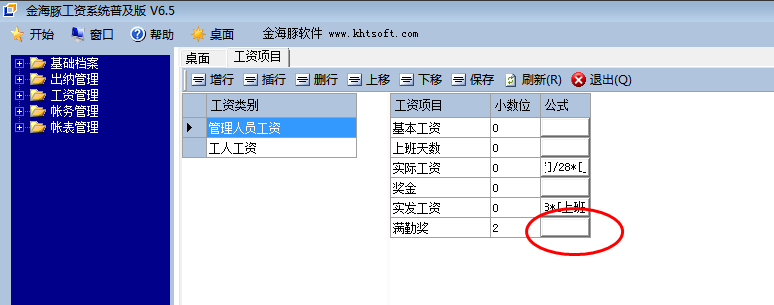 金海豚工资系统普及版 V6.5
开始 窗口 帮助 桌面 金海豚软件 www.khtsoft.com
基础档案
出纳管理
工资管理
帐务管理
帐表管理
桌面 工资项目
增行 插行 删行 上移 下移 保存 刷新(R) 退出(Q)
工资类别
管理人员工资
工人工资
工资项目 小数位 公式
基本工资 0
上班天数 0
实际工资 0 ]/28*[
奖金 0
实发工资 0 3*[上班
满勤奖 2